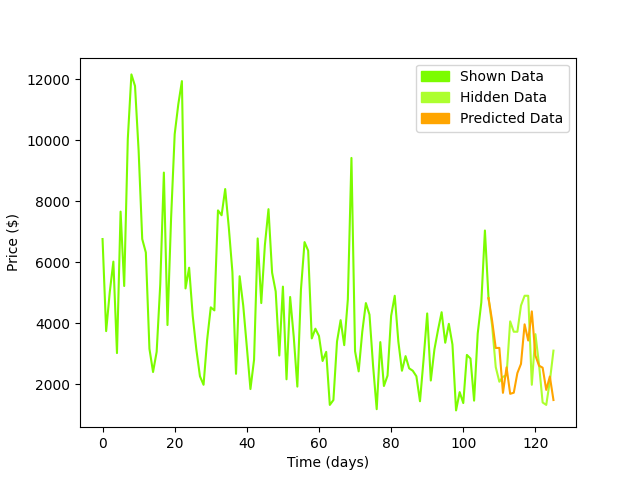 Shown Data
Hidden Data
Predicted Data
12000
10000
8000
6000
4000
2000
Price ($)
0 20 40 60 80 100 120
Time (days)